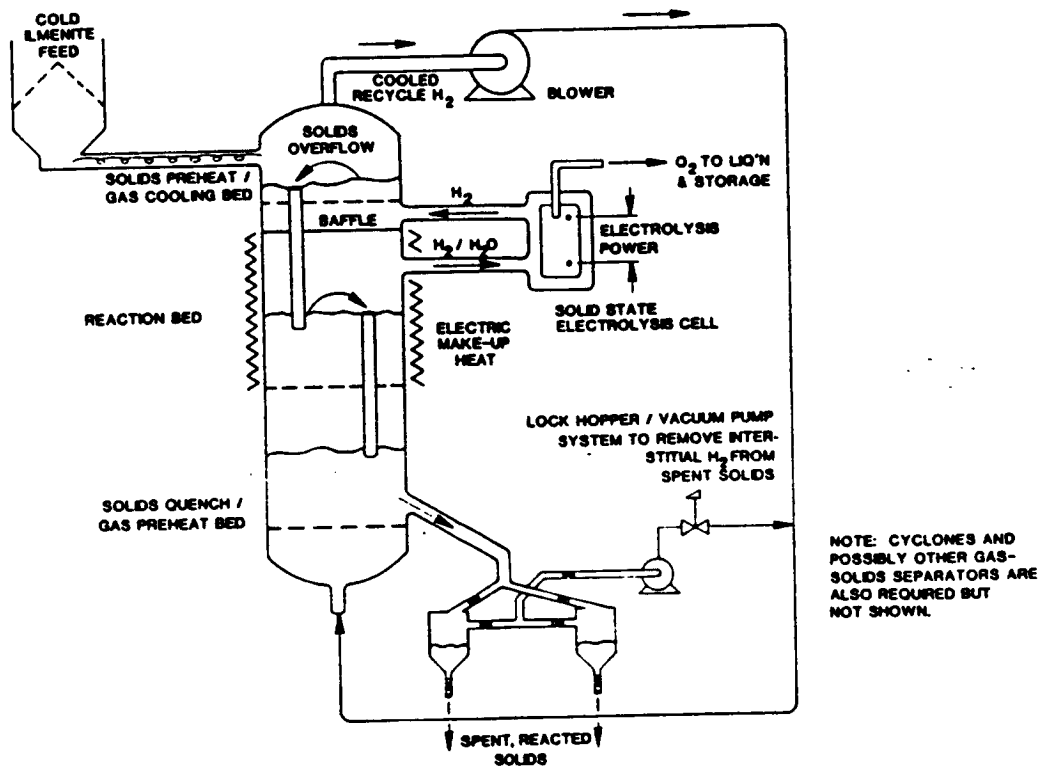 COLD
ILMENITE
FEED
COOLED
RECYCLE H2
BLOWER
SOLIDS
OVERFLOW
SOLIDS PREHEAT /
GAS COOLING BED
H2
O2 TO LIQ'N
& STORAGE
BAFFLE
ELECTROLYSIS
POWER
H2 / H2O
REACTION BED
ELECTRIC
MAKE-UP
HEAT
SOLID STATE
ELECTROLYSIS CELL
LOCK HOPPER / VACUUM PUMP
SYSTEM TO REMOVE INTER-
STITIAL H2 FROM
SPENT SOLIDS
SOLIDS QUENCH /
GAS PREHEAT BED
NOTE: CYCLONES AND
POSSIBLY OTHER GAS-
SOLIDS SEPARATORS ARE
ALSO REQUIRED BUT
NOT SHOWN.
SPENT, REACTED
SOLIDS